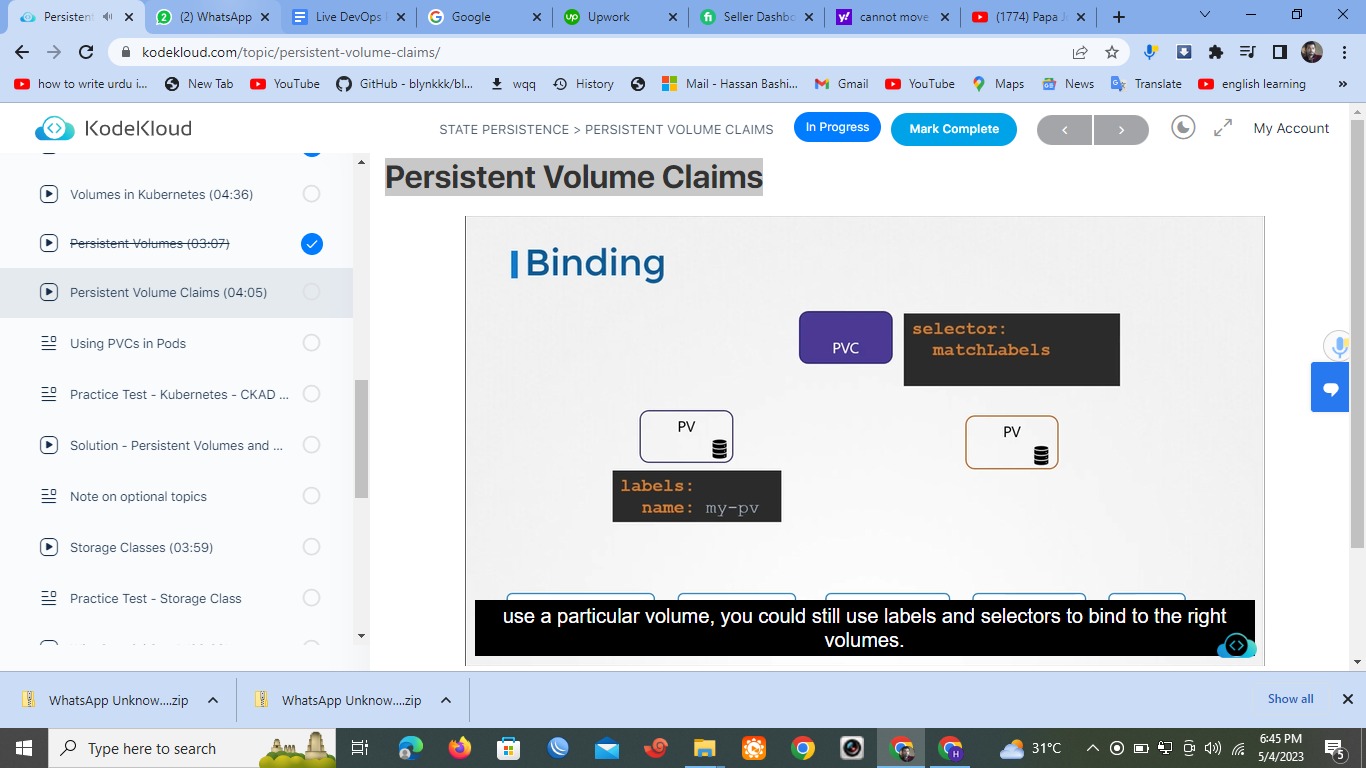 Persistent
(2) WhatsApp
Live DevOps
Google
Upwork
Seller Dashbo
cannot move
(1774) Papa J
kodekloud.com/topic/persistent-volume-claims/
how to write urdu i...
New Tab
YouTube
GitHub - blynkkk/bl...
wqq
History
Mail - Hassan Bashi...
Gmail
YouTube
Maps
News
Translate
english learning
»
KodeKloud
STATE PERSISTENCE > PERSISTENT VOLUME CLAIMS
In Progress
Mark Complete
My Account
Volumes in Kubernetes (04:36)
Persistent Volumes (03:07)
Persistent Volume Claims (04:05)
Using PVCs in Pods
Practice Test - Kubernetes - CKAD ...
Solution - Persistent Volumes and ...
Note on optional topics
Storage Classes (03:59)
Practice Test - Storage Class
Persistent Volume Claims
Binding
PVC
selector:
matchLabels
PV
PV
labels:
name: my-pv
use a particular volume, you could still use labels and selectors to bind to the right
volumes.
WhatsApp Unknow....zip
WhatsApp Unknow....zip
Show all
Type here to search
31°C
6:45 PM
5/4/2023
5